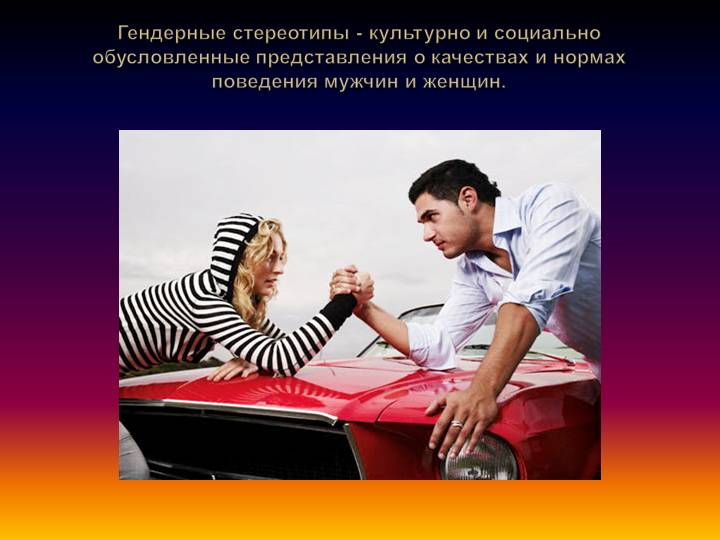 Гендерные стереотипы - культурно и социально
обусловленные представления о качествах и нормах
поведения мужчин и женщин.